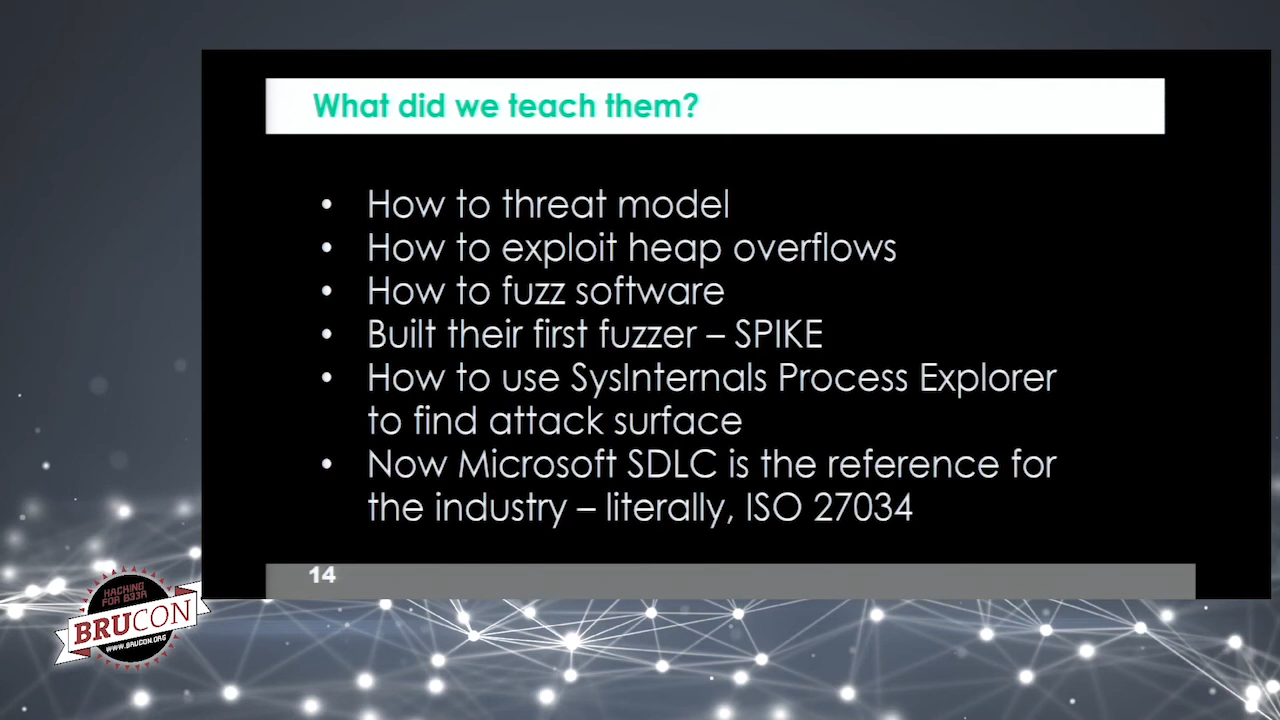 What did we teach them?
• How to threat model
• How to exploit heap overflows
• How to fuzz software
• Built their first fuzzer – SPIKE
• How to use SysInternals Process Explorer
to find attack surface
• Now Microsoft SDLC is the reference for
the industry – literally, ISO 27034
14
HACKING
FOR B33R
BRUCON
WWW.BRUCON.ORG